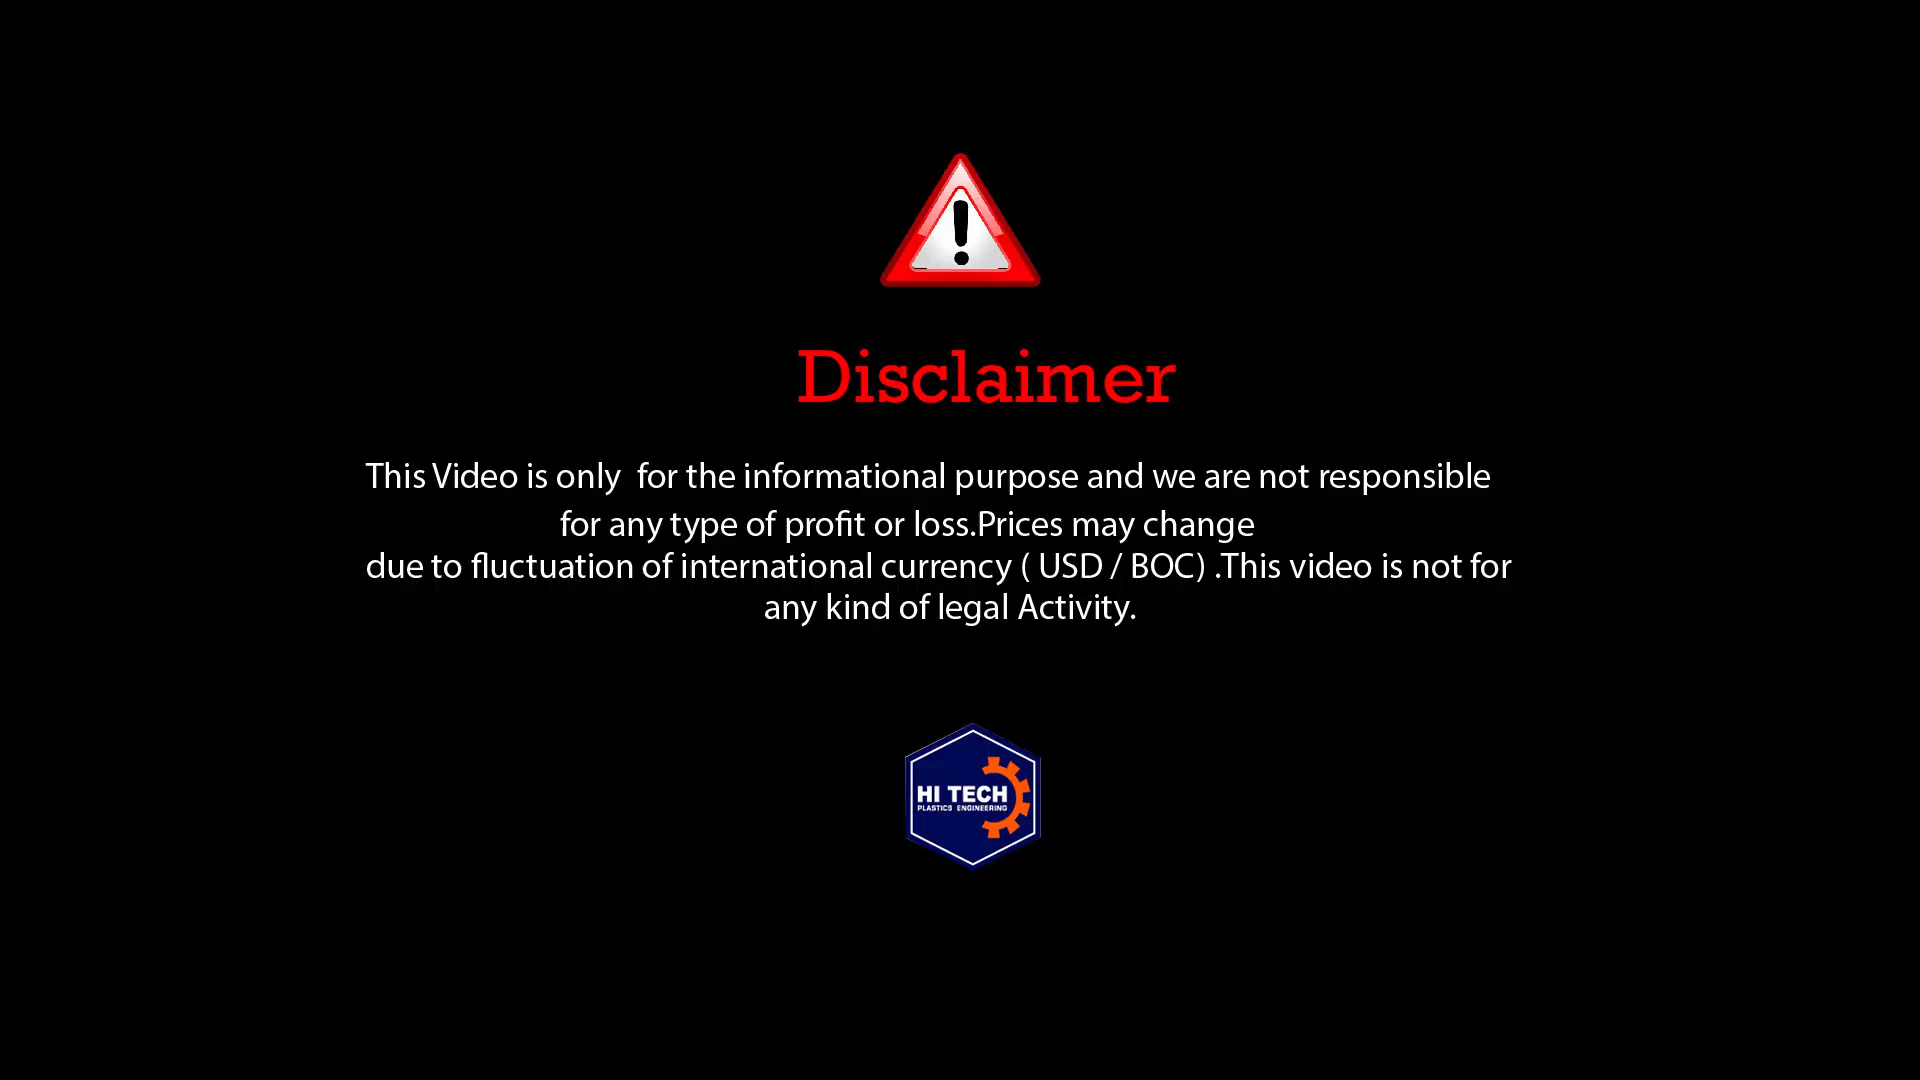 Disclaimer
This Video is only for the informational purpose and we are not responsible
for any type of profit or loss.Prices may change
due to fluctuation of international currency ( USD / BOC) .This video is not for
any kind of legal Activity.
HI TECH
PLASTICS ENGINEERING